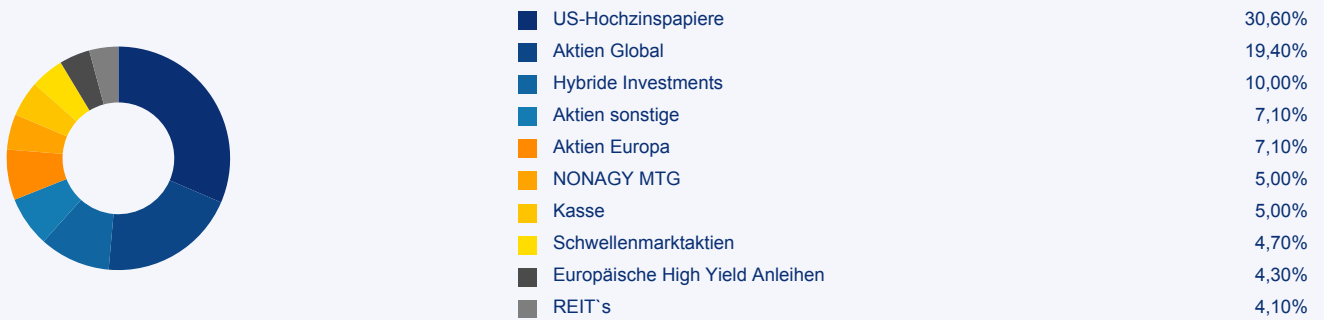 US-Hochzinspapiere 30,60%
Aktien Global 19,40%
Hybride Investments 10,00%
Aktien sonstige 7,10%
Aktien Europa 7,10%
NONAGY MTG 5,00%
Kasse 5,00%
Schwellenmarktaktien 4,70%
Europäische High Yield Anleihen 4,30%
REIT`s 4,10%